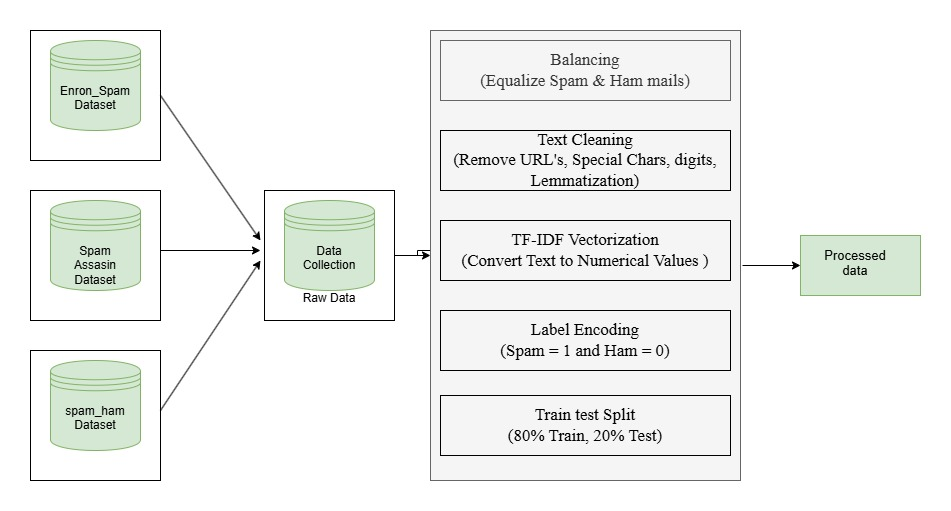 Enron_Spam
Dataset
Spam
Assasin
Dataset
spam_ham
Dataset
Data
Collection
Raw Data
Balancing
(Equalize Spam & Ham mails)
Text Cleaning
(Remove URL's, Special Chars, digits,
Lemmatization)
TF-IDF Vectorization
(Convert Text to Numerical Values )
Label Encoding
(Spam = 1 and Ham = 0)
Train test Split
(80% Train, 20% Test)
Processed
data